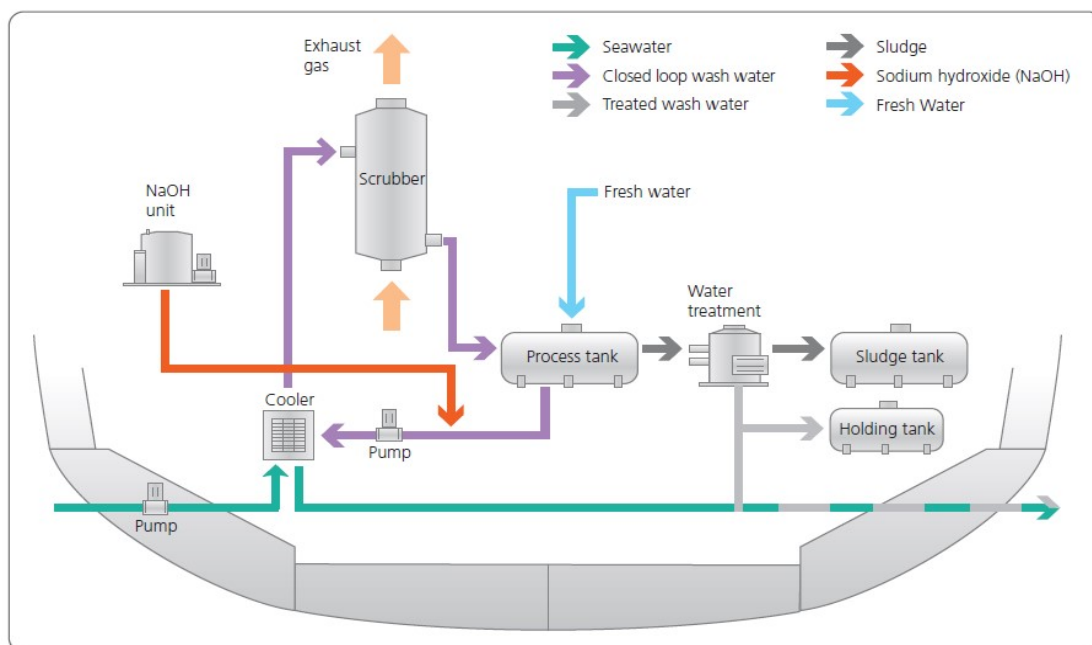 Exhaust
gas
Seawater
Closed loop wash water
Treated wash water
Sludge
Sodium hydroxide (NaOH)
Fresh Water
Scrubber
NaOH
unit
Fresh water
Water
treatment
Process tank
Sludge tank
Cooler
Holding tank
Pump
Pump